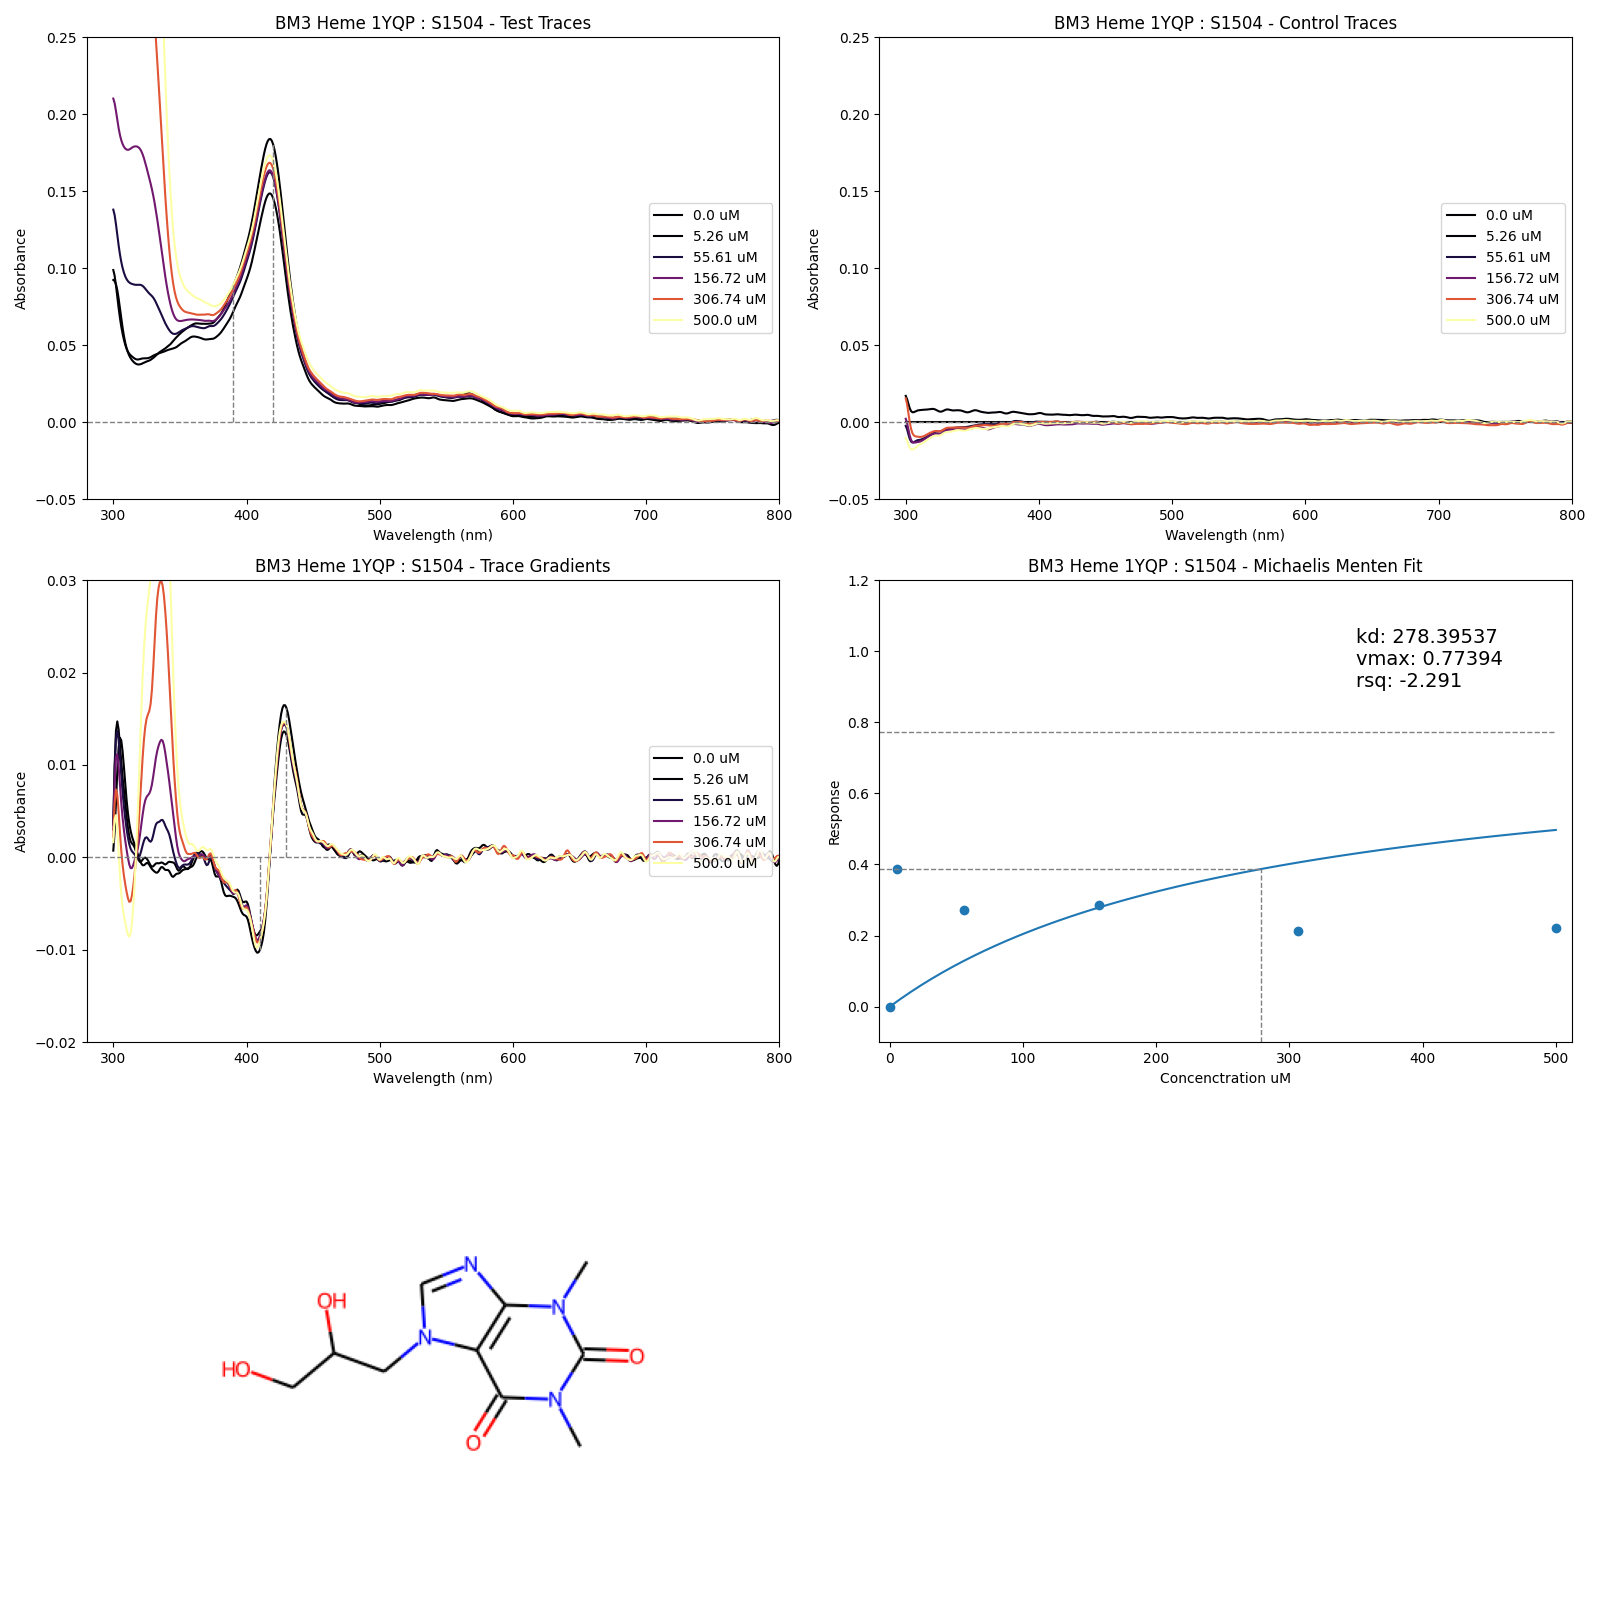 BM3 Heme 1YQP : S1504 - Test Traces
0.25
0.20
0.15
0.10
0.05
0.00
−0.05
Absorbance
300 400 500 600 700 800
Wavelength (nm)
0.0 uM
5.26 uM
55.61 uM
156.72 uM
306.74 uM
500.0 uM
BM3 Heme 1YQP : S1504 - Control Traces
0.25
0.20
0.15
0.10
0.05
0.00
−0.05
Absorbance
300 400 500 600 700 800
Wavelength (nm)
0.0 uM
5.26 uM
55.61 uM
156.72 uM
306.74 uM
500.0 uM
BM3 Heme 1YQP : S1504 - Trace Gradients
0.03
0.02
0.01
0.00
−0.01
−0.02
Absorbance
300 400 500 600 700 800
Wavelength (nm)
0.0 uM
5.26 uM
55.61 uM
156.72 uM
306.74 uM
500.0 uM
BM3 Heme 1YQP : S1504 - Michaelis Menten Fit
1.2
1.0
0.8
0.6
0.4
0.2
0.0
Response
kd: 278.39537
vmax: 0.77394
rsq: -2.291
0 100 200 300 400 500
Concenctration uM
N
OH
N
N
O
HO
N
O